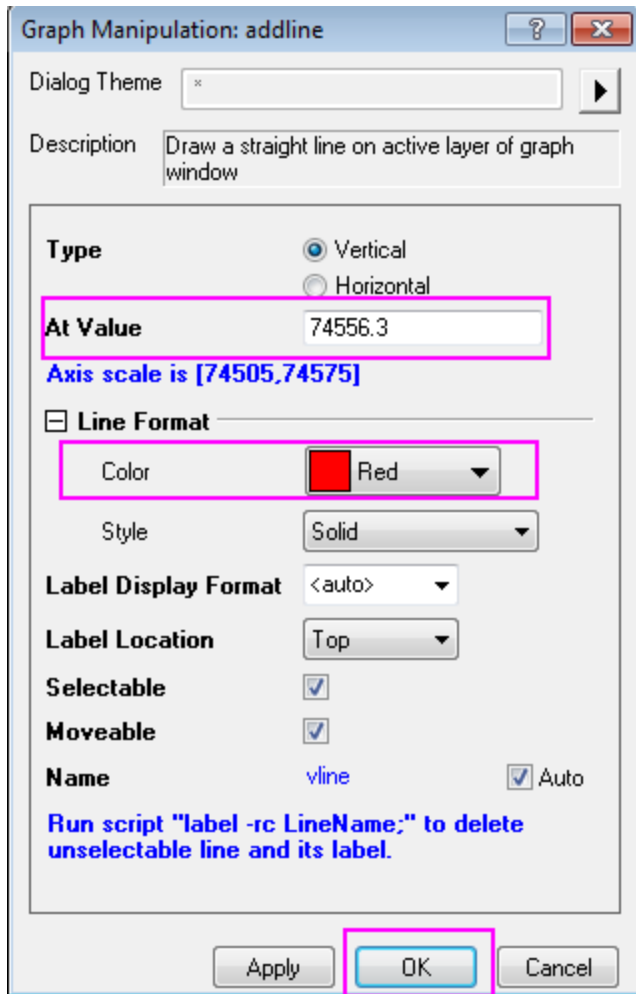 Graph Manipulation: addline
Dialog Theme *
Description Draw a straight line on active layer of graph
window
Type Vertical
Horizontal
At Value 74556.3
Axis scale is [74505,74575]
Line Format
Color Red
Style Solid
Label Display Format <auto>
Label Location Top
Selectable
Moveable
Name vline Auto
Run script "label -rc LineName;" to delete
unselectable line and its label.
Apply OK Cancel